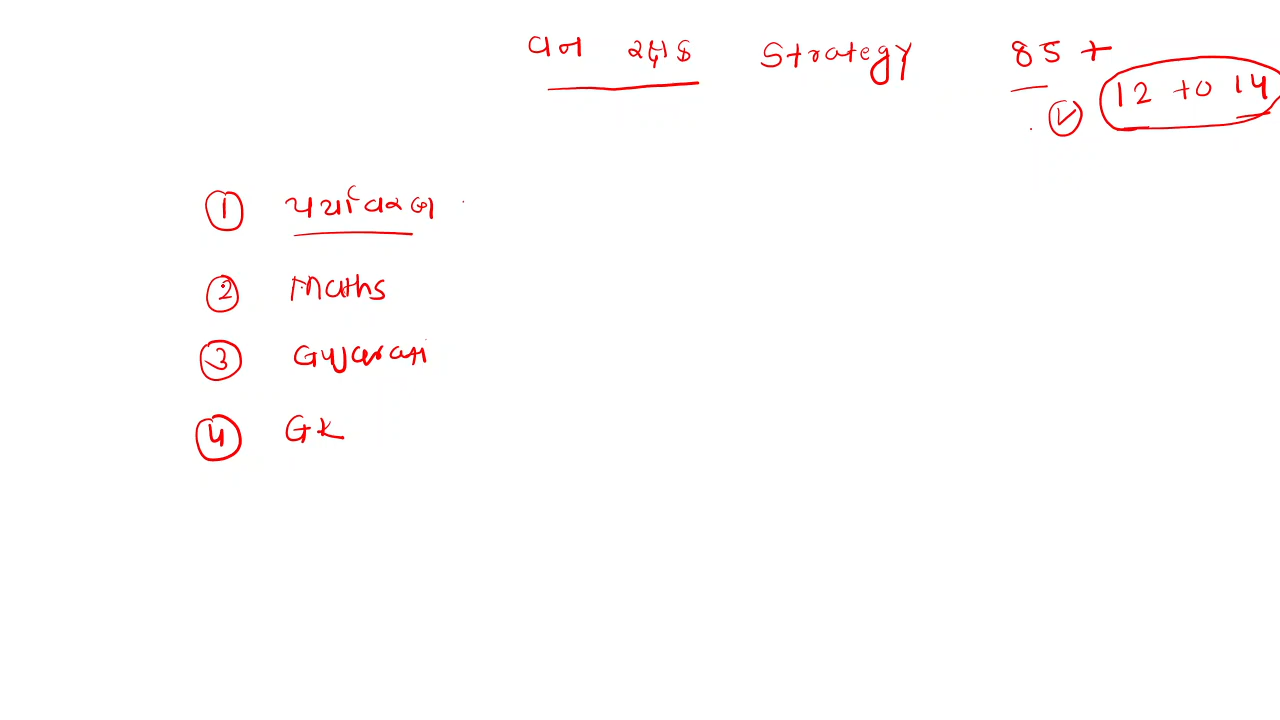 વન રક્ષક Strategy 85+
12 to 14
1 પર્યાવરણ
2 Maths
3 Gujarati
4 GK